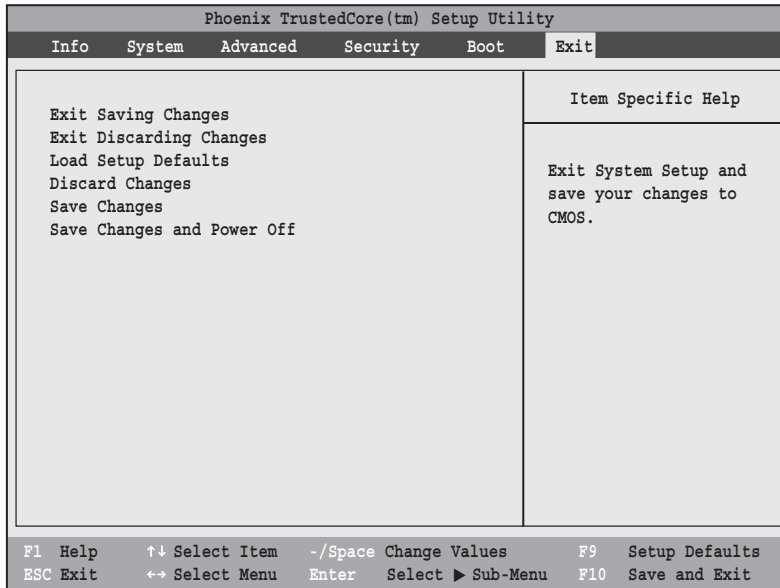 Phoenix TrustedCore(tm) Setup Utility
Info System Advanced Security Boot Exit
Exit Saving Changes
Exit Discarding Changes
Load Setup Defaults
Discard Changes
Save Changes
Save Changes and Power Off
Item Specific Help
Exit System Setup and
save your changes to
CMOS.
F1 Help ↑↓ Select Item -/Space Change Values F9 Setup Defaults
ESC Exit ←→ Select Menu Enter Select ▶ Sub-Menu F10 Save and Exit